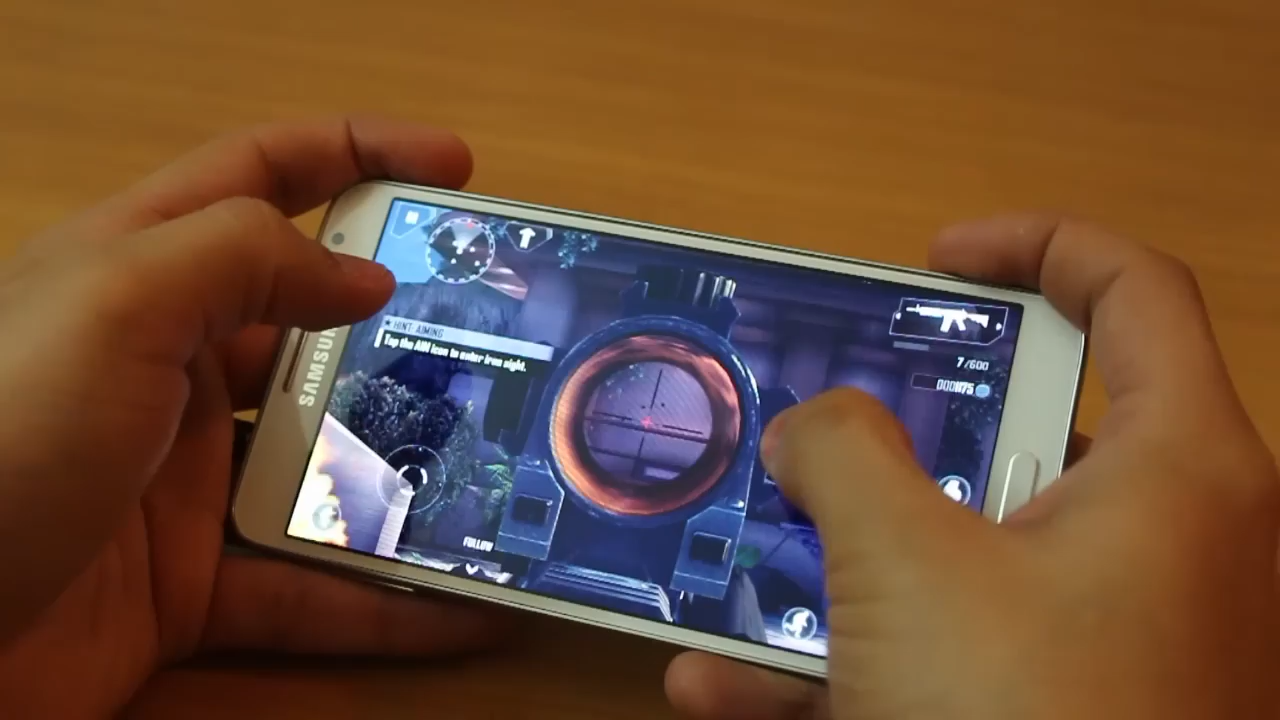 SAMSUNG
HINT: AIMING
Tap the AIM icon to enter iron sight.
7/600
FOLLOW